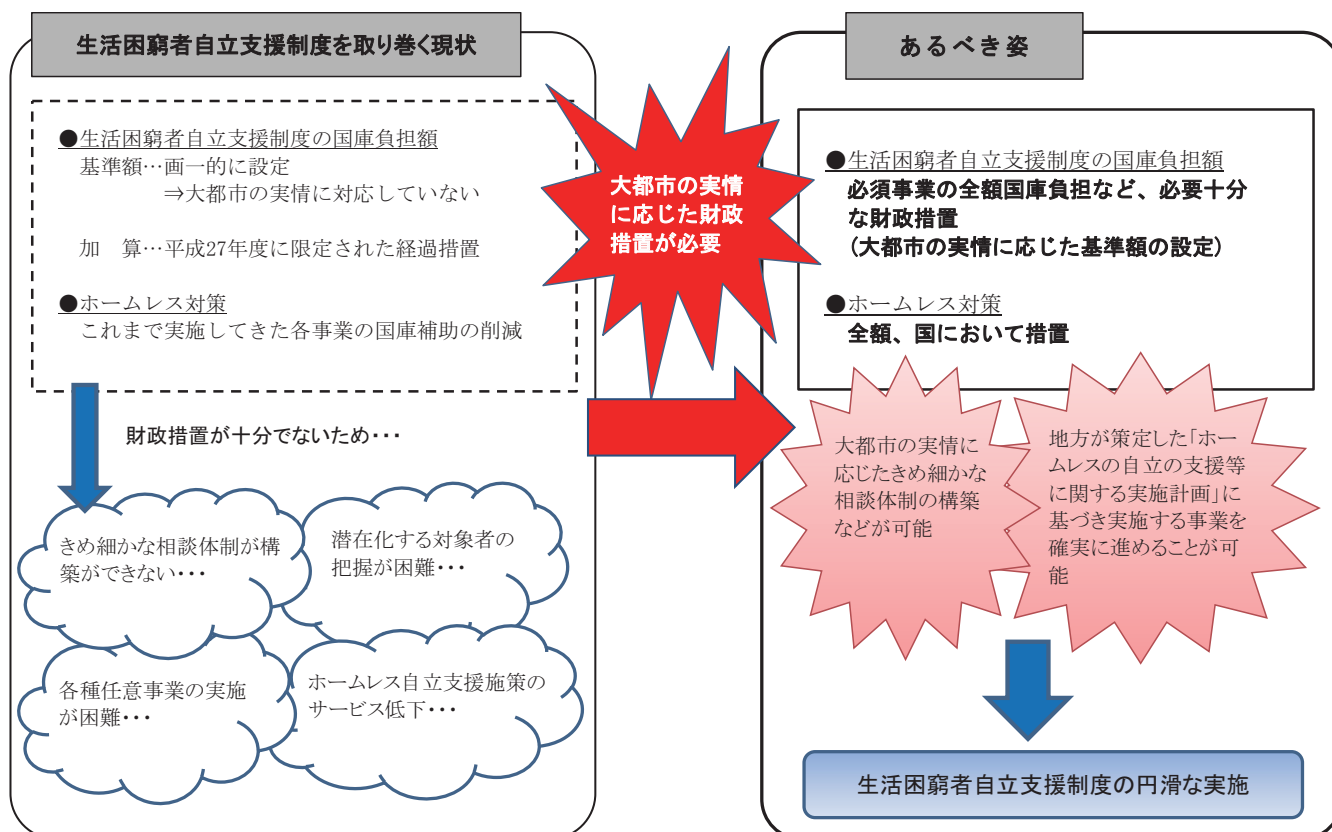 生活困窮者自立支援制度を取り巻く現状
●生活困窮者自立支援制度の国庫負担額
基準額…画一的に設定
⇒大都市の実情に対応していない
加　算…平成27年度に限定された経過措置
●ホームレス対策
これまで実施してきた各事業の国庫補助の削減
財政措置が十分でないため・・・
きめ細かな相談体制が構
築ができない・・・
潜在化する対象者の
把握が困難・・・
各種任意事業の実施
が困難・・・
ホームレス自立支援施策の
サービス低下・・・
大都市の実情
に応じた財政
措置が必要
あるべき姿
●生活困窮者自立支援制度の国庫負担額
必須事業の全額国庫負担など、必要十分
な財政措置
(大都市の実情に応じた基準額の設定)
●ホームレス対策
全額、国において措置
大都市の実情に
応じたきめ細かな
相談体制の構築
などが可能
地方が策定した「ホー
ムレスの自立の支援等
に関する実施計画」に
基づき実施する事業を
確実に進めることが可
能
生活困窮者自立支援制度の円滑な実施